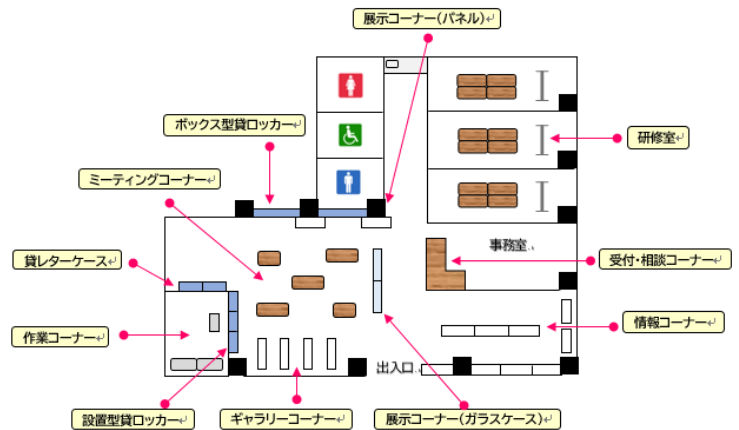 展示コーナー(パネル)
ボックス型貸ロッカー
研修室
ミーティングコーナー
事務室
貸レターケース
受付・相談コーナー
作業コーナー
情報コーナー
出入口
設置型貸ロッカー
ギャラリーコーナー
展示コーナー(ガラスケース)